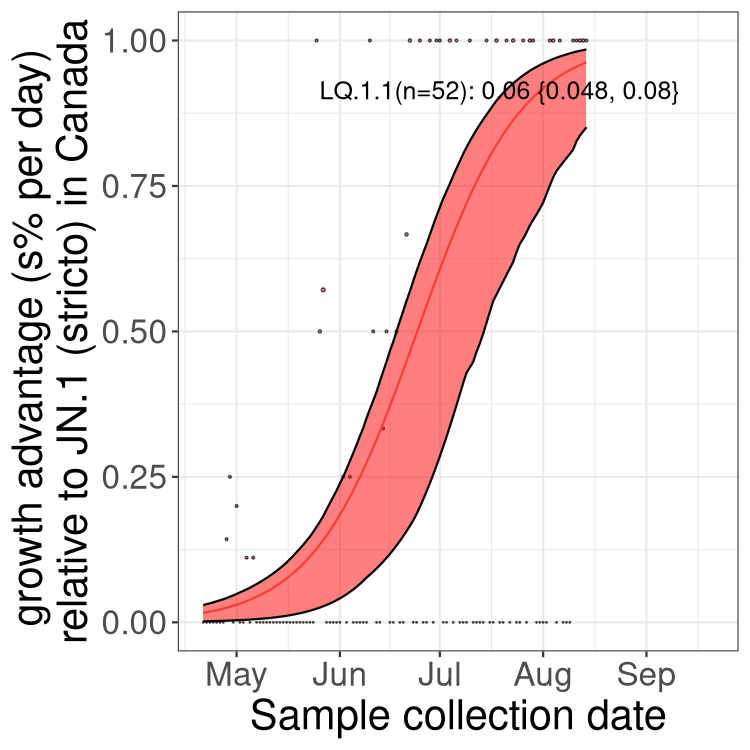 growth advantage (s% per day)
relative to JN.1 (stricto) in Canada
1.00
0.75
0.50
0.25
0.00
LQ.1.1(n=52): 0.06 {0.048, 0.08}
May Jun Jul Aug Sep
Sample collection date